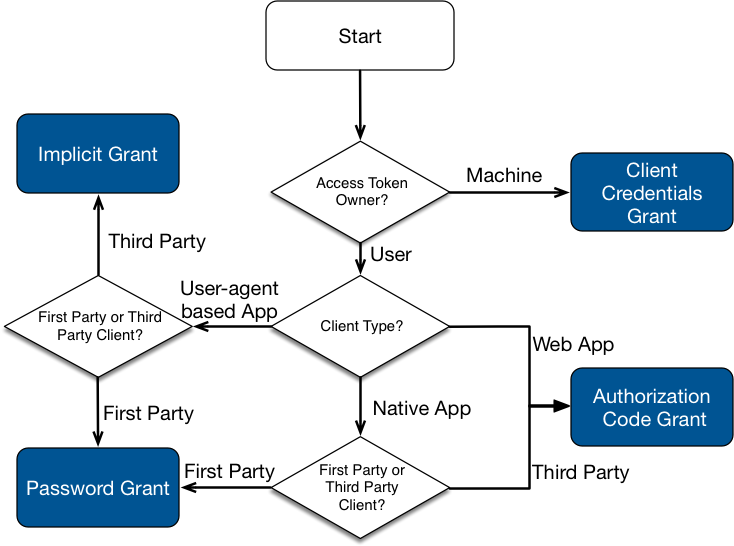 Start
Access Token
Owner?
Machine
Client
Credentials
Grant
User
Client Type?
User-agent
based App
First Party or Third
Party Client?
Third Party
Implicit Grant
First Party
Password Grant
Native App
First Party or
Third Party
Client?
First Party
Web App
Third Party
Authorization
Code Grant